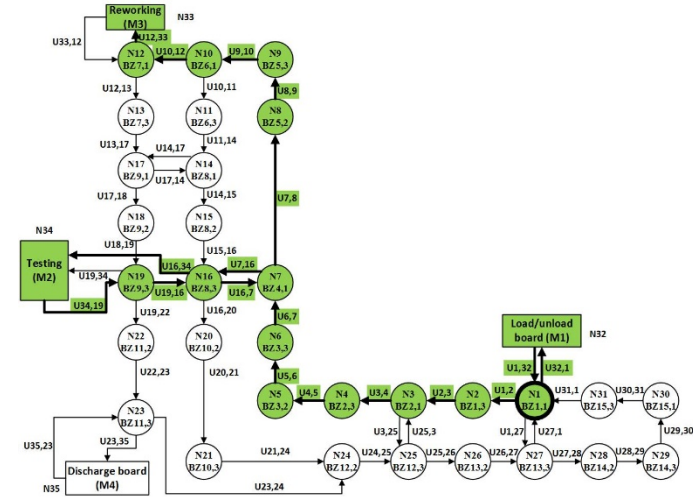 Reworking
(M3)
N33
U33,12
U12,33
U10,12
U9,10
N12
BZ7,1
N10
BZ6,1
N9
BZ5,3
U8,9
U12,13
U10,11
N13
BZ7,3
N11
BZ6,3
N8
BZ5,2
U13,17
U11,14
U14,17
N17
BZ9,1
N14
BZ8,1
U17,14
U7,8
U17,18
U14,15
N18
BZ9,2
N15
BZ8,2
N34
U18,19
U15,16
Testing
(M2)
U16,34
U7,16
U19,34
N19
BZ9,3
N16
BZ8,3
N7
BZ4,1
U19,16
U16,7
U34,19
U19,22
U16,20
U6,7
N22
BZ11,2
N20
BZ10,2
N6
BZ3,3
Load/unload
board (M1)
N32
U22,23
U20,21
U5,6
U1,32
U32,1
N5
BZ3,2
U4,5
N4
BZ2,3
U3,4
N3
BZ2,1
U2,3
N2
BZ1,3
U1,2
N1
BZ1,1
U31,1
N31
BZ15,3
U30,31
N30
BZ15,1
N23
BZ11,3
U3,25
U25,3
U1,27
U27,1
U29,30
U35,23
U23,35
N21
BZ10,3
U21,24
N24
BZ12,2
U24,25
N25
BZ12,3
U25,26
N26
BZ13,2
U26,27
N27
BZ13,3
U27,28
N28
BZ14,2
U28,29
N29
BZ14,3
Discharge board
(M4)
N35
U23,24